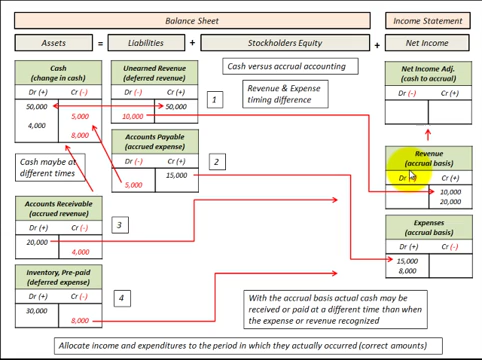 Balance Sheet
Income Statement
Assets = Liabilities + Stockholders Equity + Net Income
Cash
(change in cash)
Dr (+) Cr (-)
50,000
5,000
4,000
8,000
Unearned Revenue
(deferred revenue)
Dr (-) Cr (+)
50,000
10,000
1
Cash versus accrual accounting
Revenue & Expense
timing difference
Net Income Adj.
(cash to accrual)
Dr (-) Cr (+)
Accounts Payable
(accrued expense)
Dr (-) Cr (+)
15,000
5,000
2
Cash maybe at
different times
Revenue
(accrual basis)
Cr (+)
10,000
20,000
Accounts Receivable
(accrued revenue)
Dr (+) Cr (-)
20,000
4,000
3
Expenses
(accrual basis)
Dr (+) Cr (-)
15,000
8,000
Inventory, Pre-paid
(deferred expense)
Dr (+) Cr (-)
30,000
8,000
4
With the accrual basis actual cash may be
received or paid at a different time than when
the expense or revenue recognized
Allocate income and expenditures to the period in which they actually occurred (correct amounts)